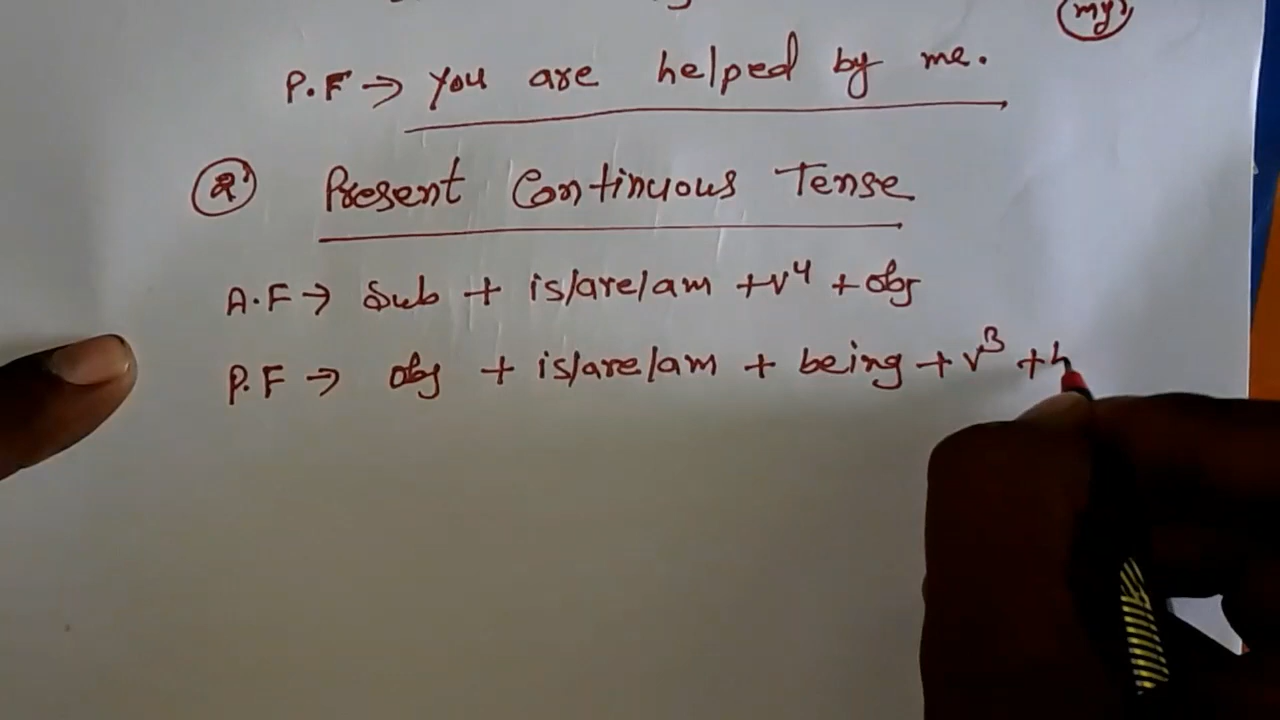 my
P.F → You are helped by me.
2 Present Continuous Tense
A.F → Sub + is/are/am + v4 + obj
P.F → obj + is/are/am + being + v3 +